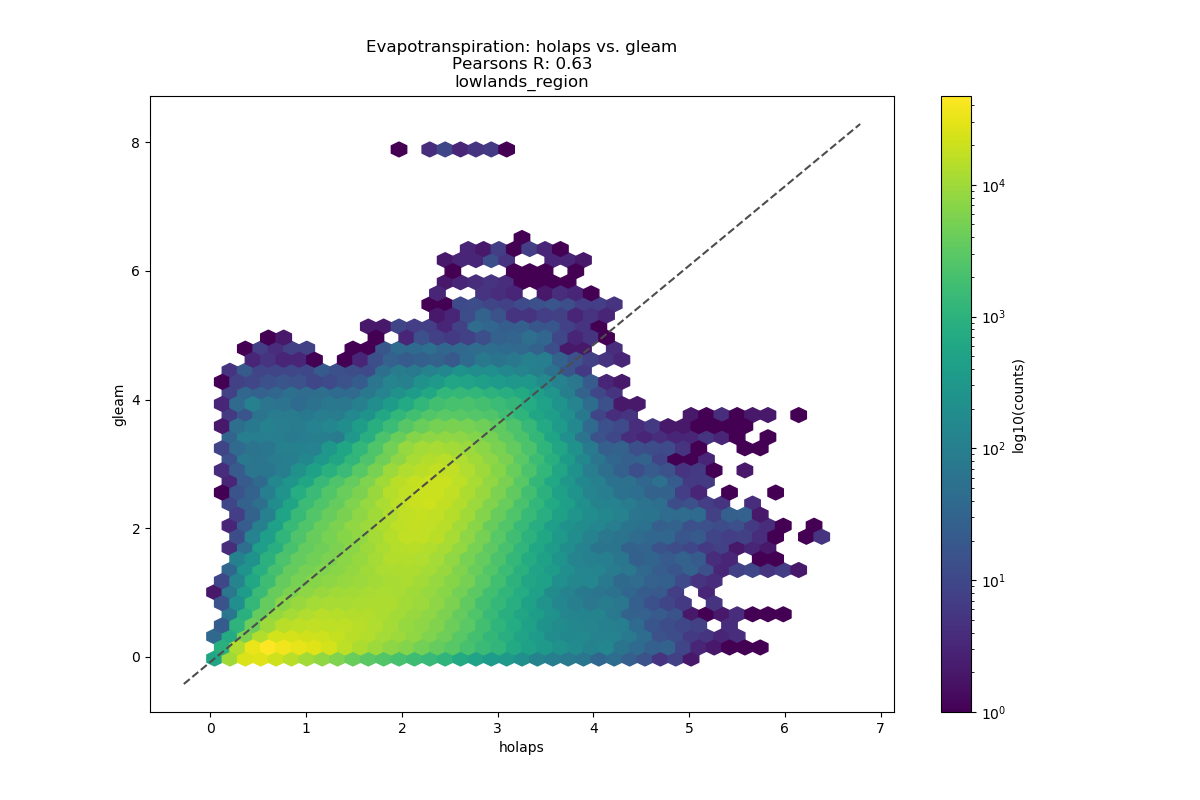 Evapotranspiration: holaps vs. gleam
Pearsons R: 0.63
lowlands_region
8
6
4
2
0
gleam
0 1 2 3 4 5 6 7
holaps
10^4
10^3
10^2
10^1
10^0
log10(counts)